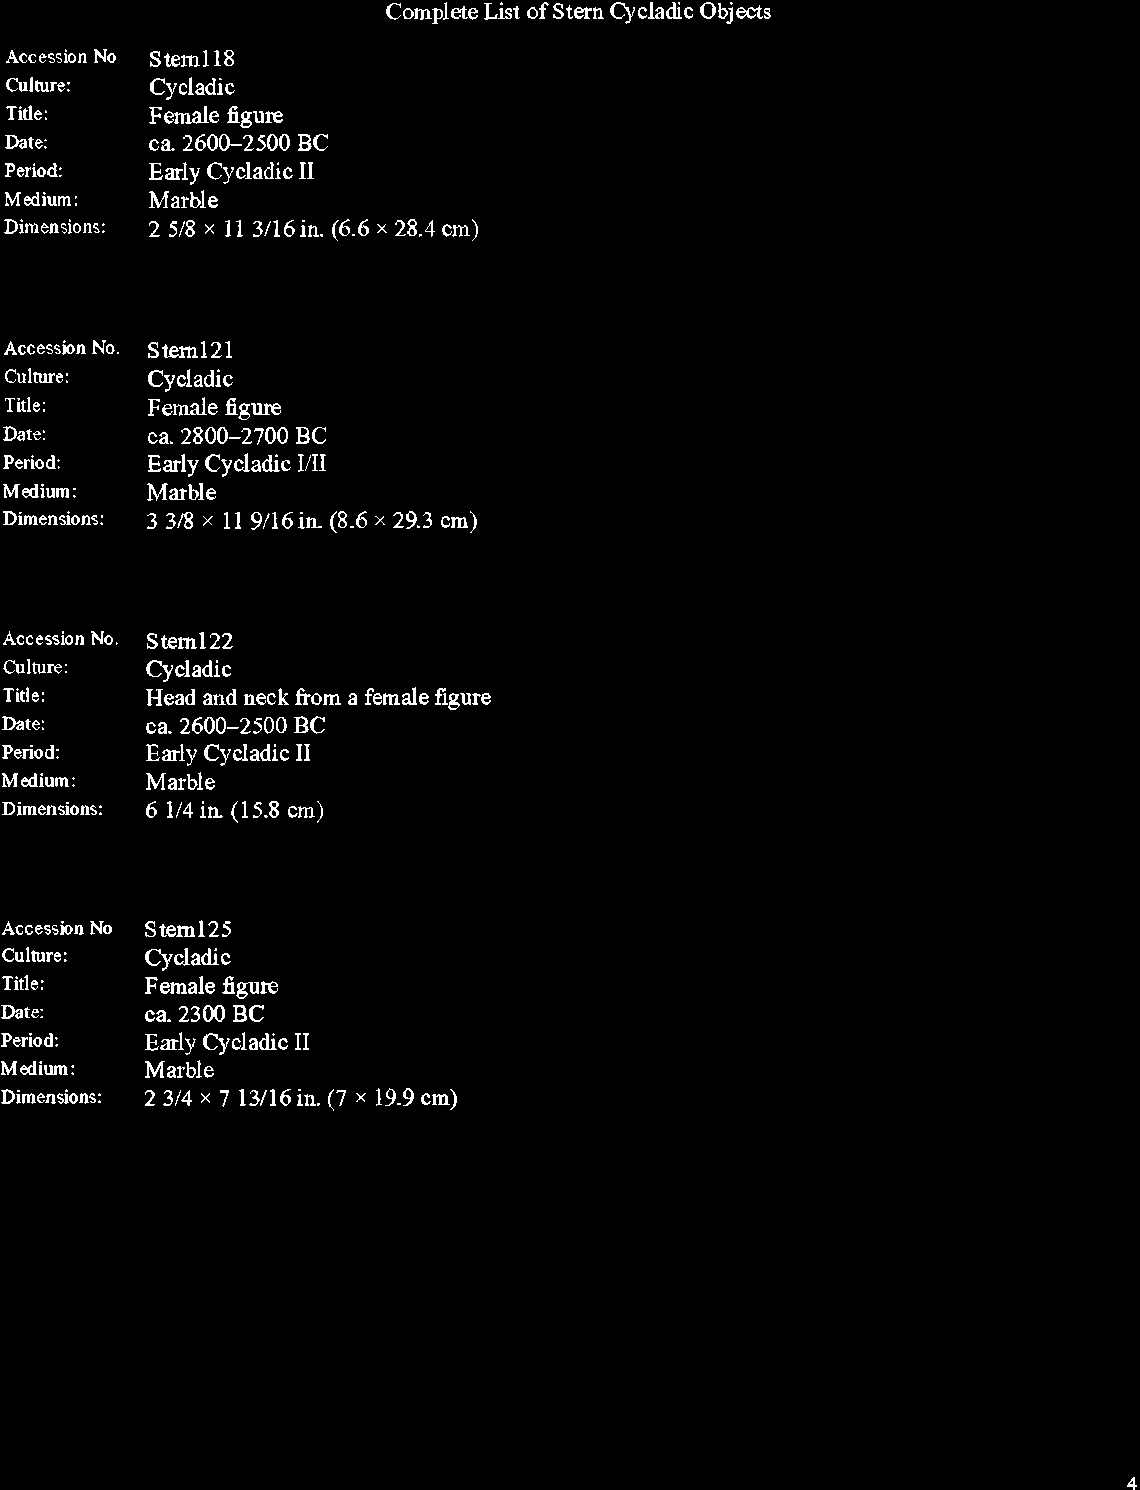 Complete List of Stern Cycladic Objects
Accession No Stern118
Culture: Cycladic
Title: Female figure
Date: ca. 2600–2500 BC
Period: Early Cycladic II
Medium: Marble
Dimensions: 2 5/8 × 11 3/16 in. (6.6 × 28.4 cm)
Accession No. Stern121
Culture: Cycladic
Title: Female figure
Date: ca. 2800–2700 BC
Period: Early Cycladic I/II
Medium: Marble
Dimensions: 3 3/8 × 11 9/16 in. (8.6 × 29.3 cm)
Accession No. Stern122
Culture: Cycladic
Title: Head and neck from a female figure
Date: ca. 2600–2500 BC
Period: Early Cycladic II
Medium: Marble
Dimensions: 6 1/4 in. (15.8 cm)
Accession No Stern125
Culture: Cycladic
Title: Female figure
Date: ca. 2300 BC
Period: Early Cycladic II
Medium: Marble
Dimensions: 2 3/4 × 7 13/16 in. (7 × 19.9 cm)
4